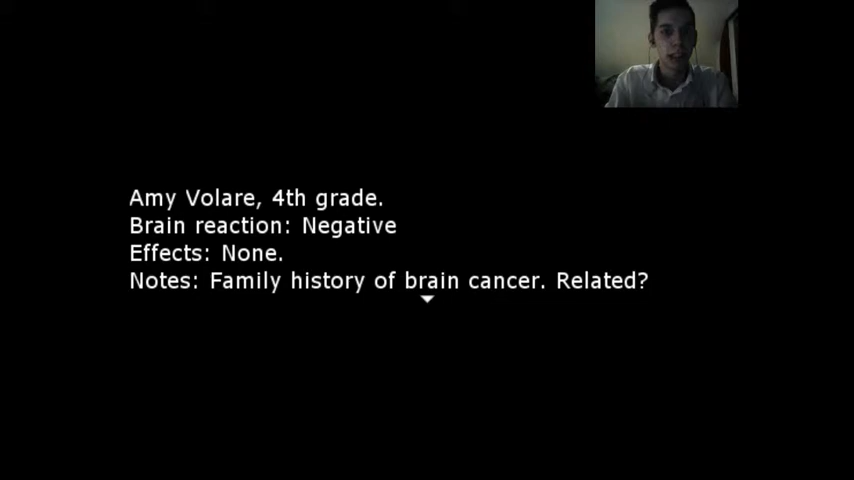 Amy Volare, 4th grade.
Brain reaction: Negative
Effects: None.
Notes: Family history of brain cancer. Related?